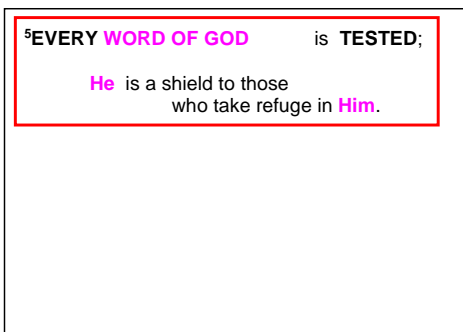 ⁵EVERY WORD OF GOD is TESTED;
He is a shield to those
who take refuge in Him.